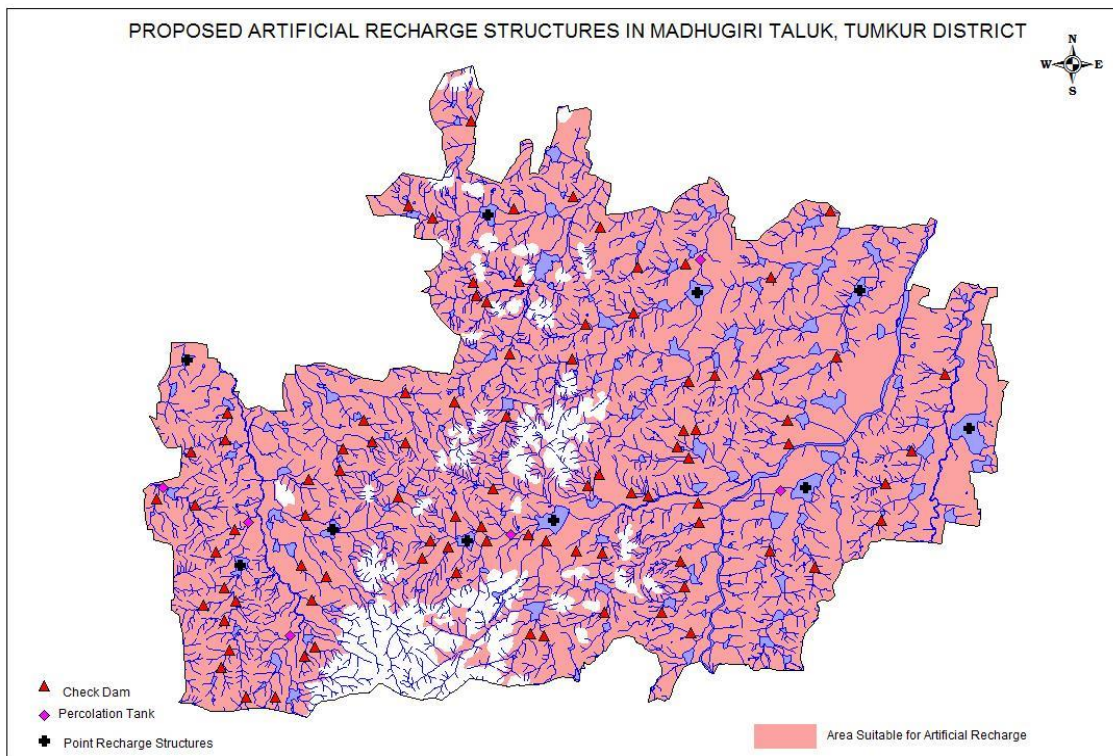 PROPOSED ARTIFICIAL RECHARGE STRUCTURES IN MADHUGIRI TALUK, TUMKUR DISTRICT
N
W E
S
Check Dam
Percolation Tank
Point Recharge Structures
Area Suitable for Artificial Recharge